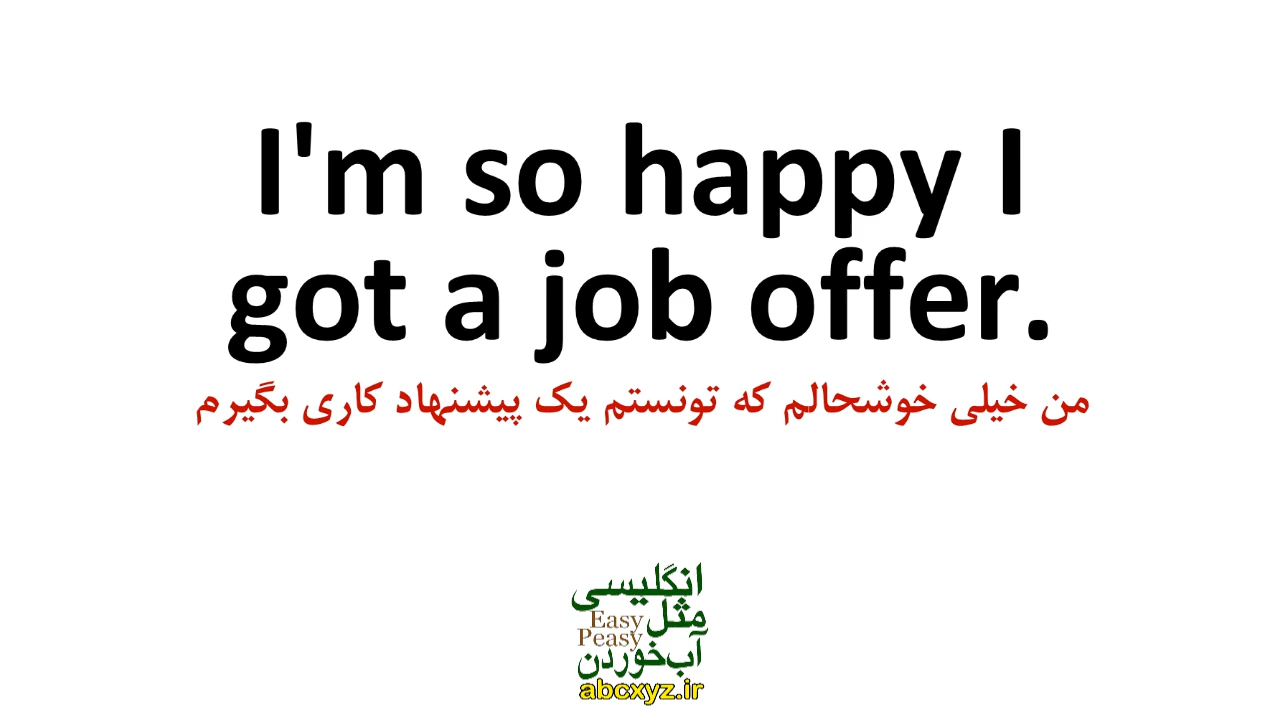 I'm so happy I
got a job offer.
من خیلی خوشحالم که تونستم یک پیشنهاد کاری بگیرم
انگلیسی
مثل
Easy
Peasy
آب‌خوردن
abcxyz.ir